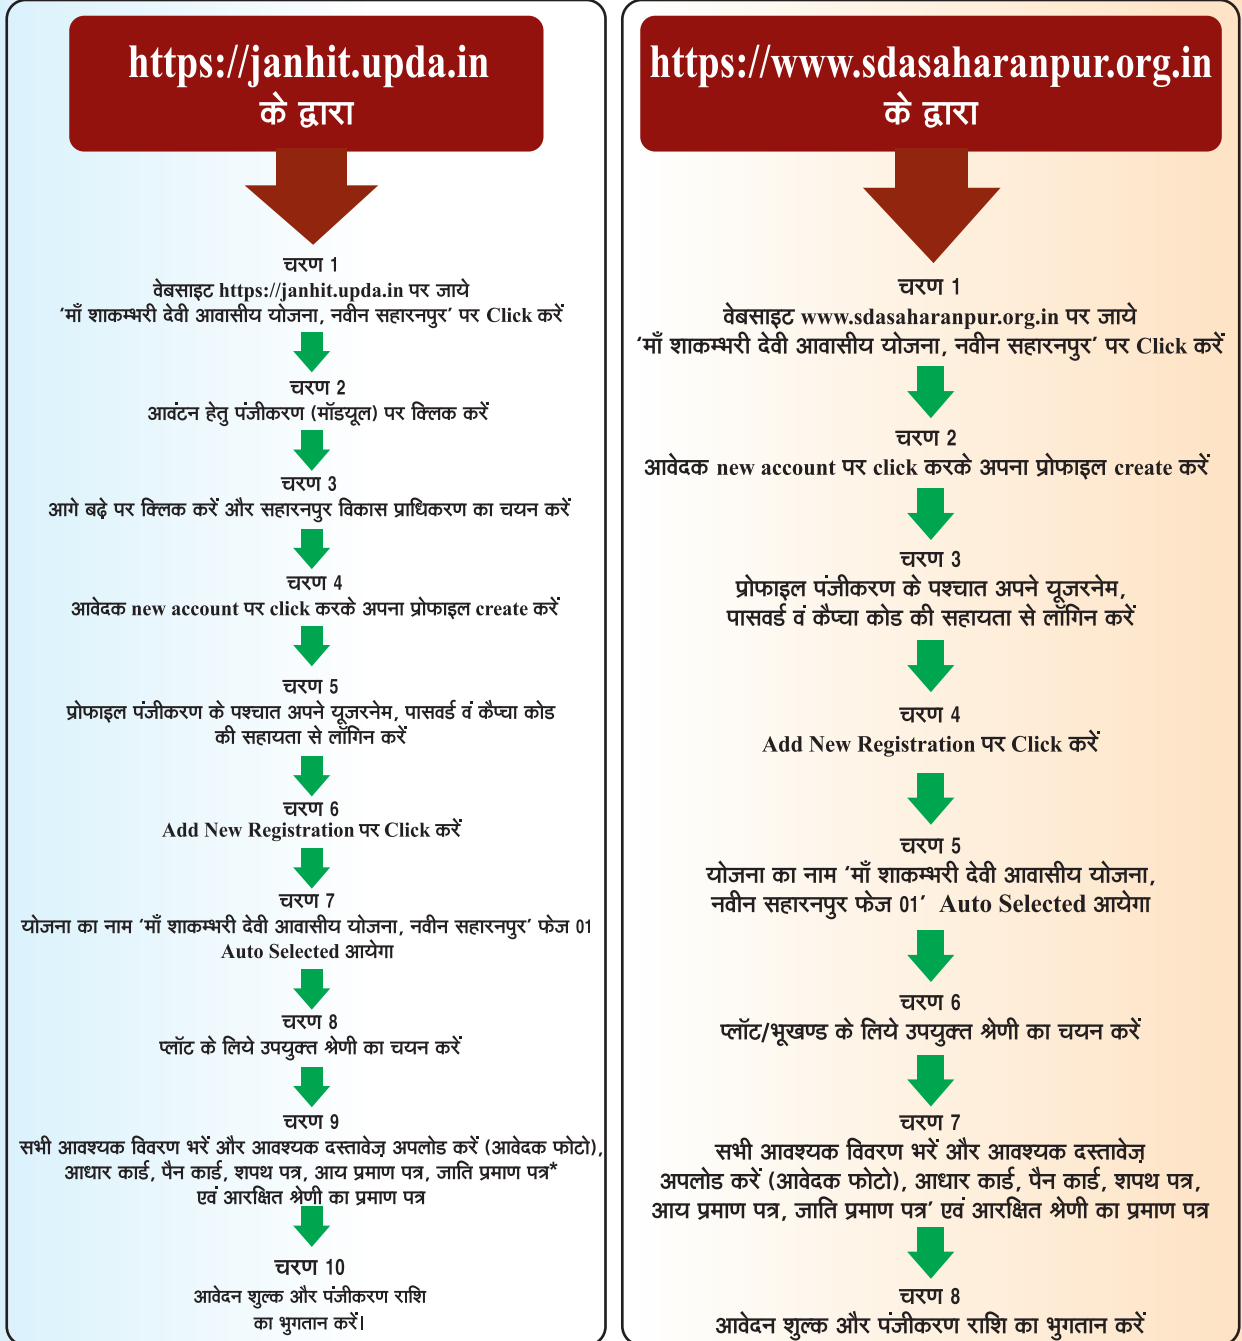 https://janhit.upda.in
के द्वारा
चरण 1
वेबसाइट https://janhit.upda.in पर जाये
'माँ शाकम्भरी देवी आवासीय योजना, नवीन सहारनपुर' पर Click करें
चरण 2
आवंटन हेतु पंजीकरण (मॉडयूल) पर क्लिक करें
चरण 3
आगे बढ़े पर क्लिक करें और सहारनपुर विकास प्राधिकरण का चयन करें
चरण 4
आवेदक new account पर click करके अपना प्रोफाइल create करें
चरण 5
प्रोफाइल पंजीकरण के पश्चात अपने यूजरनेम, पासवर्ड वं कैप्चा कोड
की सहायता से लॉगिन करें
चरण 6
Add New Registration पर Click करें
चरण 7
योजना का नाम 'माँ शाकम्भरी देवी आवासीय योजना, नवीन सहारनपुर' फेज 01
Auto Selected आयेगा
चरण 8
प्लॉट के लिये उपयुक्त श्रेणी का चयन करें
चरण 9
सभी आवश्यक विवरण भरें और आवश्यक दस्तावेज़ अपलोड करें (आवेदक फोटो),
आधार कार्ड, पैन कार्ड, शपथ पत्र, आय प्रमाण पत्र, जाति प्रमाण पत्र*
एवं आरक्षित श्रेणी का प्रमाण पत्र
चरण 10
आवेदन शुल्क और पंजीकरण राशि
का भुगतान करें।
https://www.sdasaharanpur.org.in
के द्वारा
चरण 1
वेबसाइट www.sdasaharanpur.org.in पर जाये
'माँ शाकम्भरी देवी आवासीय योजना, नवीन सहारनपुर' पर Click करें
चरण 2
आवेदक new account पर click करके अपना प्रोफाइल create करें
चरण 3
प्रोफाइल पंजीकरण के पश्चात अपने यूजरनेम,
पासवर्ड वं कैप्चा कोड की सहायता से लॉगिन करें
चरण 4
Add New Registration पर Click करें
चरण 5
योजना का नाम 'माँ शाकम्भरी देवी आवासीय योजना,
नवीन सहारनपुर फेज 01' Auto Selected आयेगा
चरण 6
प्लॉट/भूखण्ड के लिये उपयुक्त श्रेणी का चयन करें
चरण 7
सभी आवश्यक विवरण भरें और आवश्यक दस्तावेज़
अपलोड करें (आवेदक फोटो), आधार कार्ड, पैन कार्ड, शपथ पत्र,
आय प्रमाण पत्र, जाति प्रमाण पत्र' एवं आरक्षित श्रेणी का प्रमाण पत्र
चरण 8
आवेदन शुल्क और पंजीकरण राशि का भुगतान करें